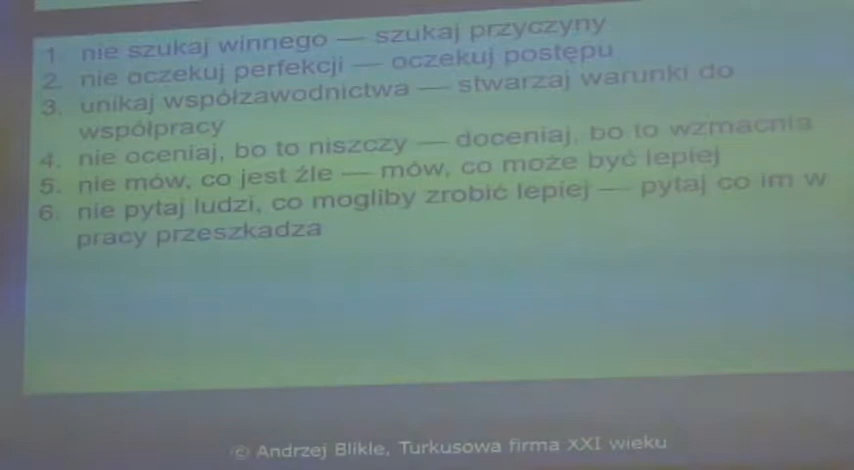 1. nie szukaj winnego — szukaj przyczyny
2. nie oczekuj perfekcji — oczekuj postępu
3. unikaj współzawodnictwa — stwarzaj warunki do
współpracy
4. nie oceniaj, bo to niszczy — doceniaj, bo to wzmacnia
5. nie mów, co jest źle — mów, co może być lepiej
6. nie pytaj ludzi, co mogliby zrobić lepiej — pytaj co im w
pracy przeszkadza
© Andrzej Blikle, Turkusowa firma XXI wieku